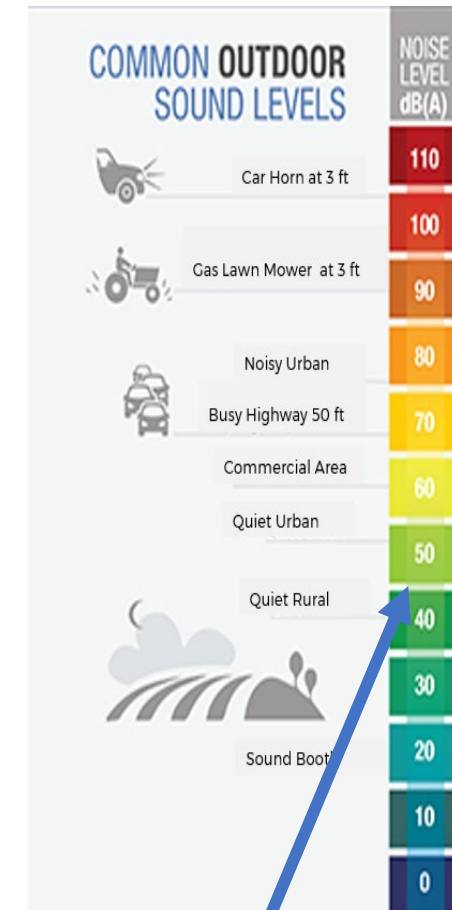 COMMON OUTDOOR
SOUND LEVELS
NOISE
LEVEL
dB(A)
Car Horn at 3 ft
110
100
Gas Lawn Mower at 3 ft
90
Noisy Urban
80
Busy Highway 50 ft
70
Commercial Area
60
Quiet Urban
50
Quiet Rural
40
30
Sound Booth
20
10
0